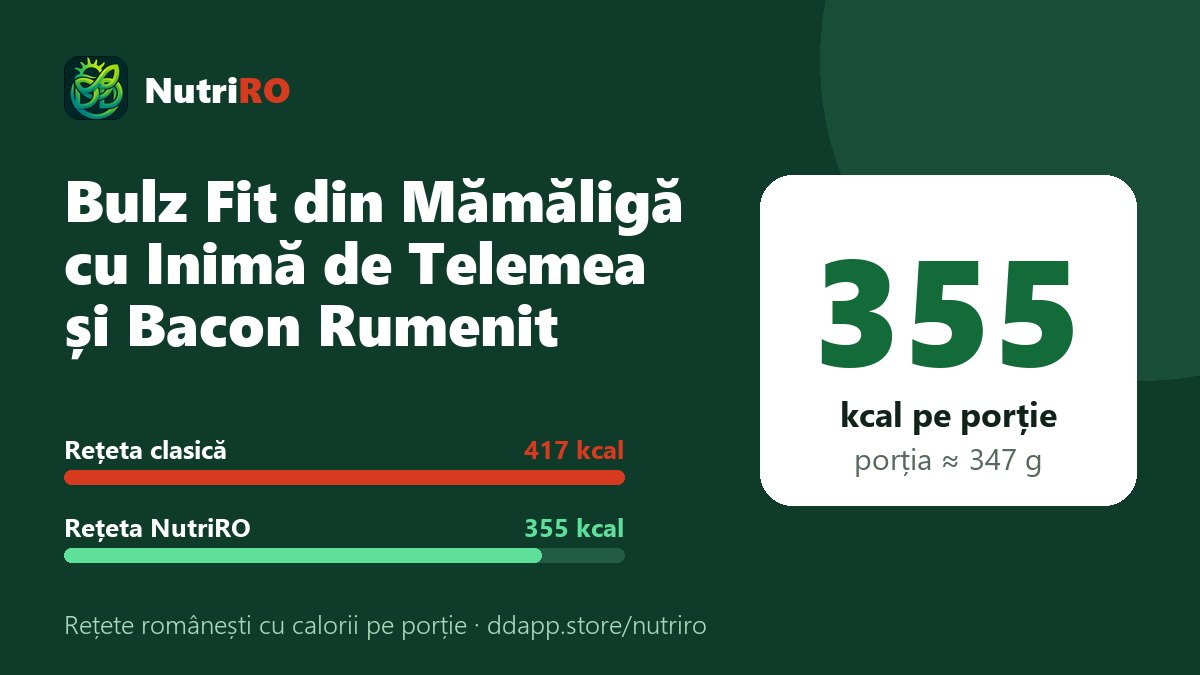 NutriRO
Bulz Fit din Mămăligă
cu Inimă de Telemea
și Bacon Rumenit
355
kcal pe porție
porția ≈ 347 g
Rețeta clasică 417 kcal
Rețeta NutriRO 355 kcal
Rețete românești cu calorii pe porție · ddapp.store/nutriro